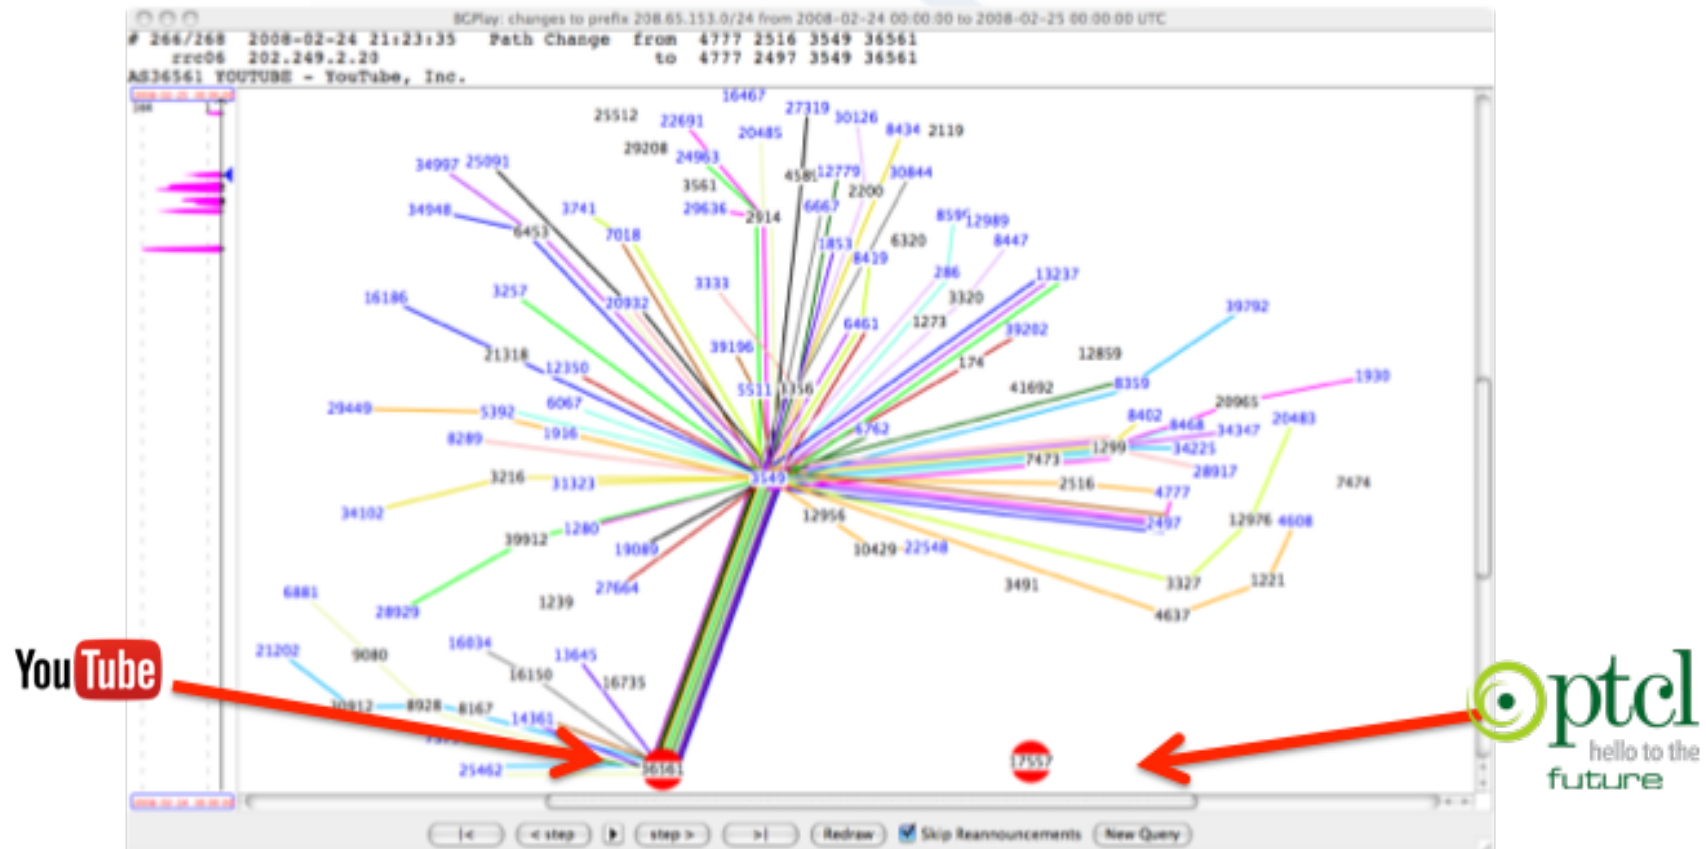 BGPlay: changes to prefix 208.65.153.0/24 from 2008-02-24 00:00:00 to 2008-02-25 00:00:00 UTC
# 266/268 2008-02-24 21:23:35 Path Change from 4777 2516 3549 36561
rrc06 202.249.2.20 to 4777 2497 3549 36561
AS36561 YOUTUBE - YouTube, Inc.
16467
25512 22691 27319 30126
20485 8434 2119
29208 24963
34997 25091 12779 30844
3561 2200
34948 3741 29636 2914 6667
6453 7018 12989
1853 6320 8447
8419
3333 286 13237
16186 3257 20932 3320
1273 39792
6461 39202
21318 39196 12859
12350 174
5511 3356 41692 8359 1930
29449 5392 6067 20965
8402 8468 20483
8289 1916 6762 34347
1299 34225
7473 28917
3216 31323 3549 2516 4777 7474
34102 12956 2497 12976 4608
39912 1280
19089 10429 22548
27664 3491 3327 1221
6881 28929 1239 4637
21202 9080 16034 13645
16150 16735
YouTube
30912 8928 8167 14361
25462 36561 17557
ptcl
hello to the
future
|< < step step > >| Redraw Skip Reannouncements New Query